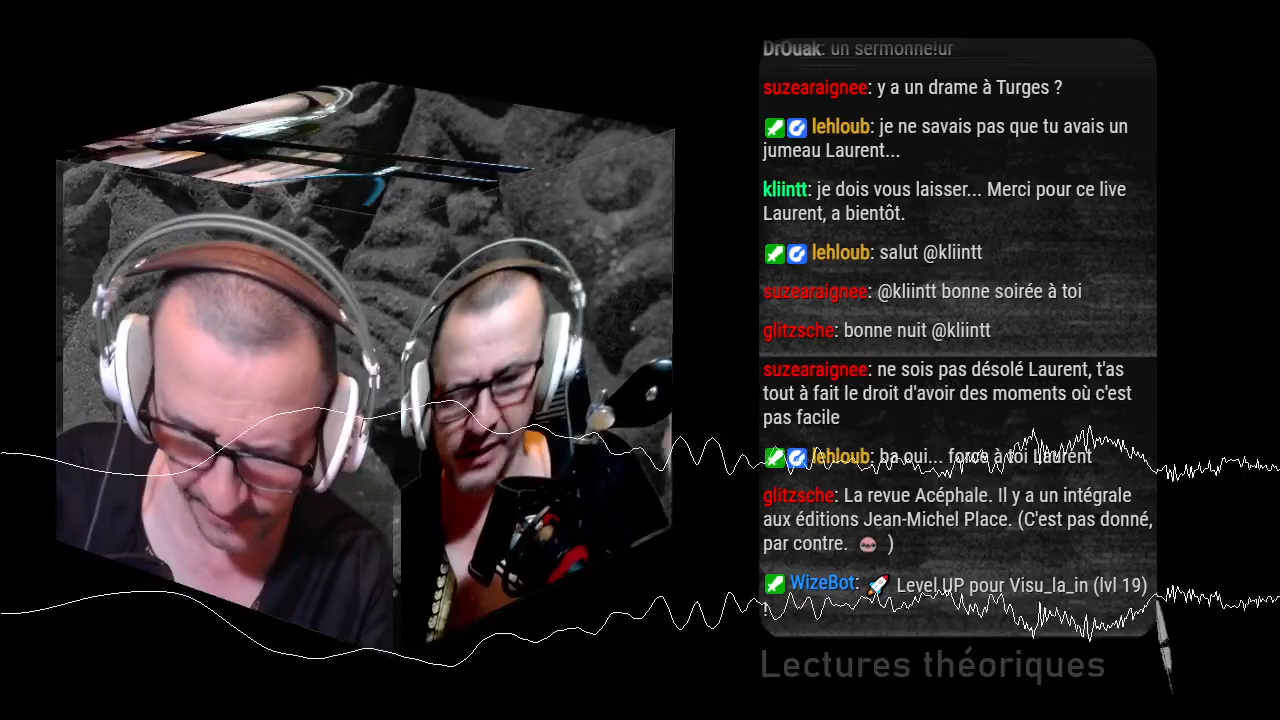 DrOuak: un sermonneur
suzearaignee: y a un drame à Turges ?
lehloub: je ne savais pas que tu avais un
jumeau Laurent...
kliintt: je dois vous laisser... Merci pour ce live
Laurent, a bientôt.
lehloub: salut @kliintt
suzearaignee: @kliintt bonne soirée à toi
glitzsche: bonne nuit @kliintt
suzearaignee: ne sois pas désolé Laurent, t'as
tout à fait le droit d'avoir des moments où c'est
pas facile
lehloub: ba oui... force à toi Laurent
glitzsche: La revue Acéphale. Il y a un intégrale
aux éditions Jean-Michel Place. (C'est pas donné,
par contre. )
WizeBot: Level UP pour Visu_la_in (lvl 19)
!
Lectures théoriques